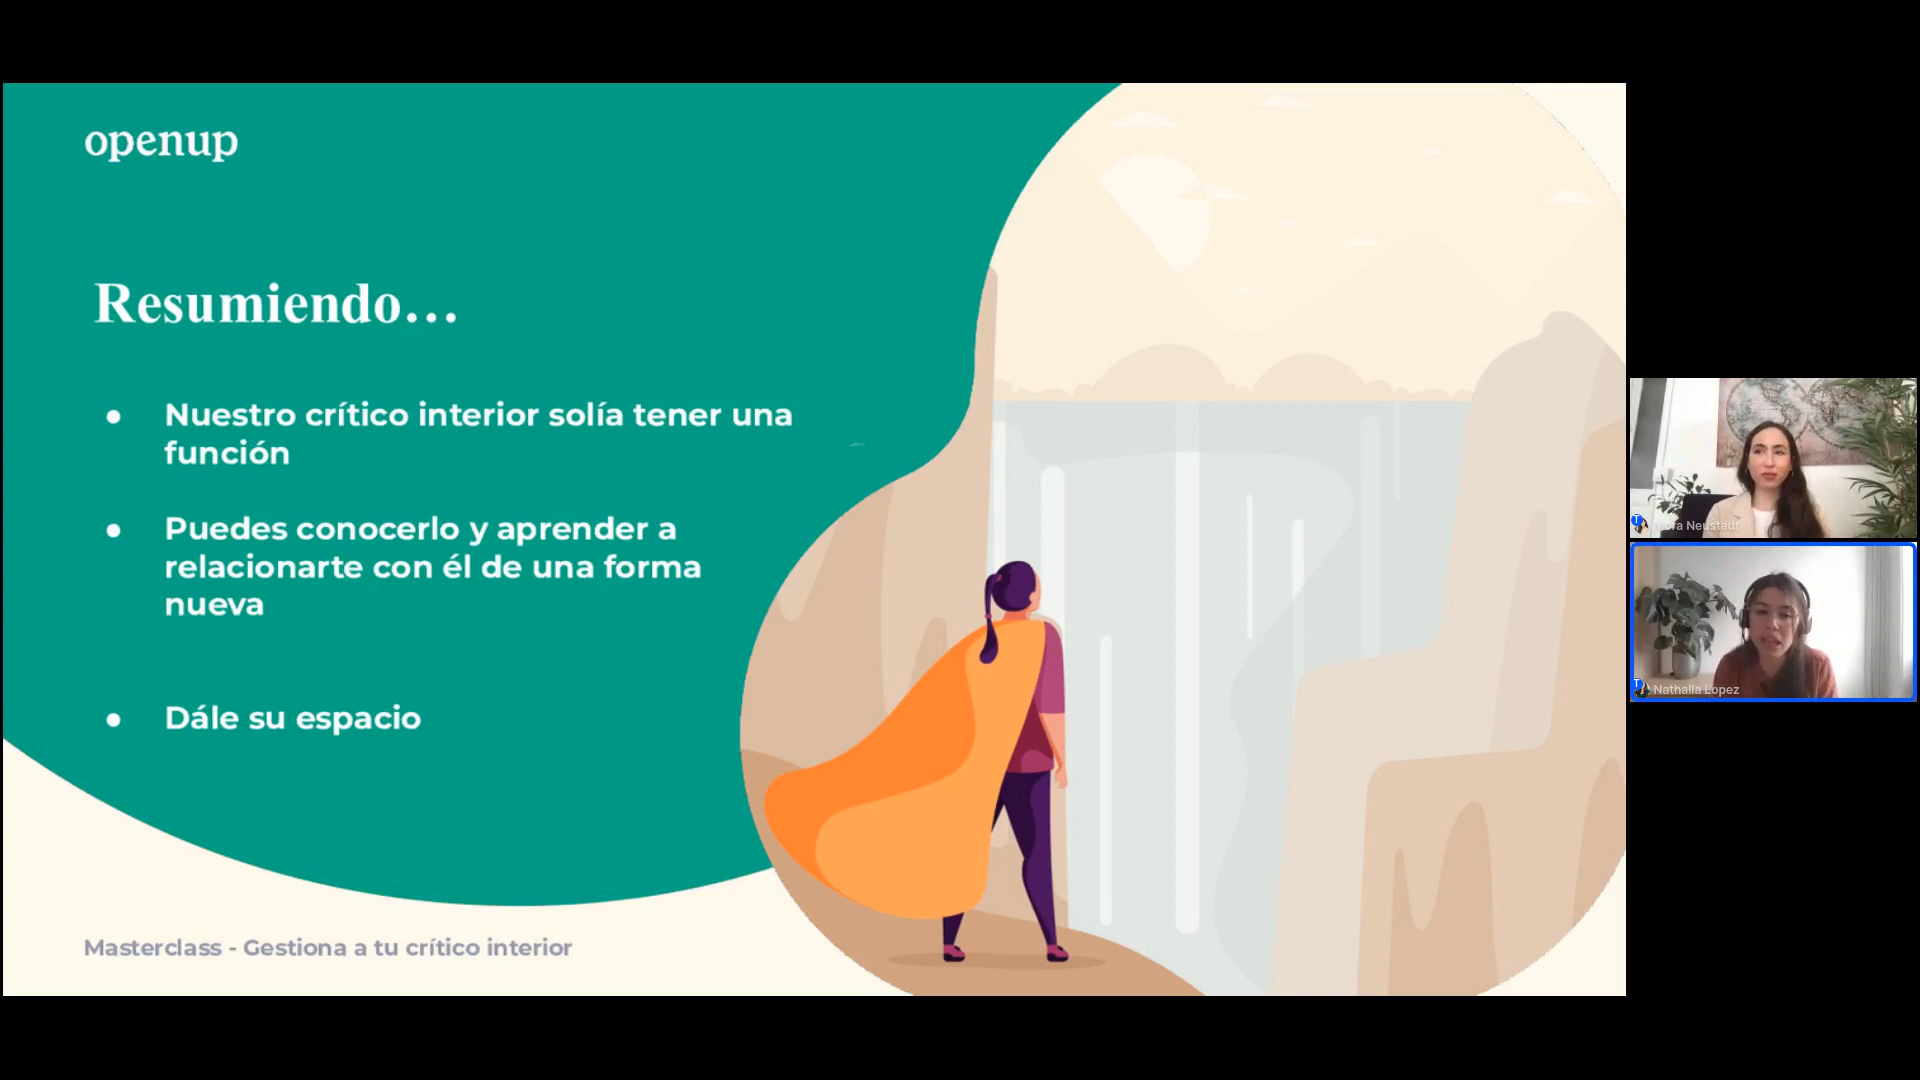 openup
Resumiendo...
● Nuestro crítico interior solía tener una
función
● Puedes conocerlo y aprender a
relacionarte con él de una forma
nueva
● Dále su espacio
Masterclass - Gestiona a tu crítico interior
Neustadt
Nathalia Lopez